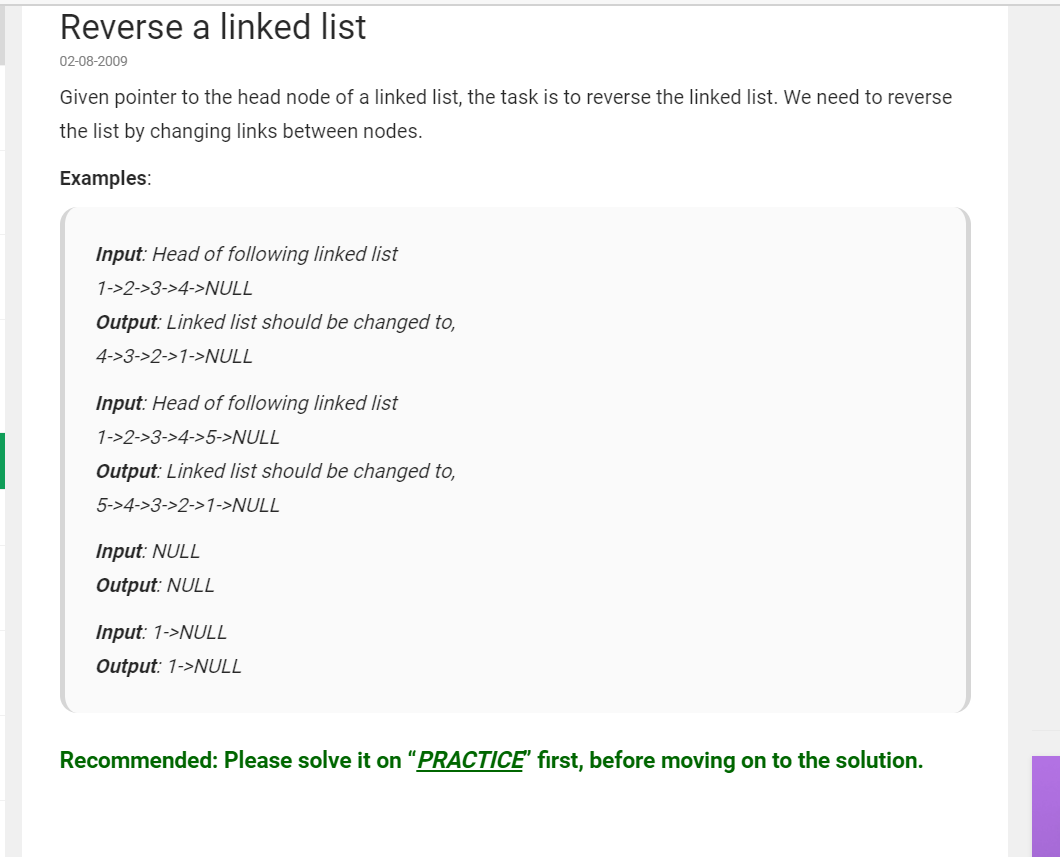 Reverse a linked list
02-08-2009
Given pointer to the head node of a linked list, the task is to reverse the linked list. We need to reverse
the list by changing links between nodes.
Examples:
Input: Head of following linked list
1->2->3->4->NULL
Output: Linked list should be changed to,
4->3->2->1->NULL
Input: Head of following linked list
1->2->3->4->5->NULL
Output: Linked list should be changed to,
5->4->3->2->1->NULL
Input: NULL
Output: NULL
Input: 1->NULL
Output: 1->NULL
Recommended: Please solve it on “PRACTICE” first, before moving on to the solution.